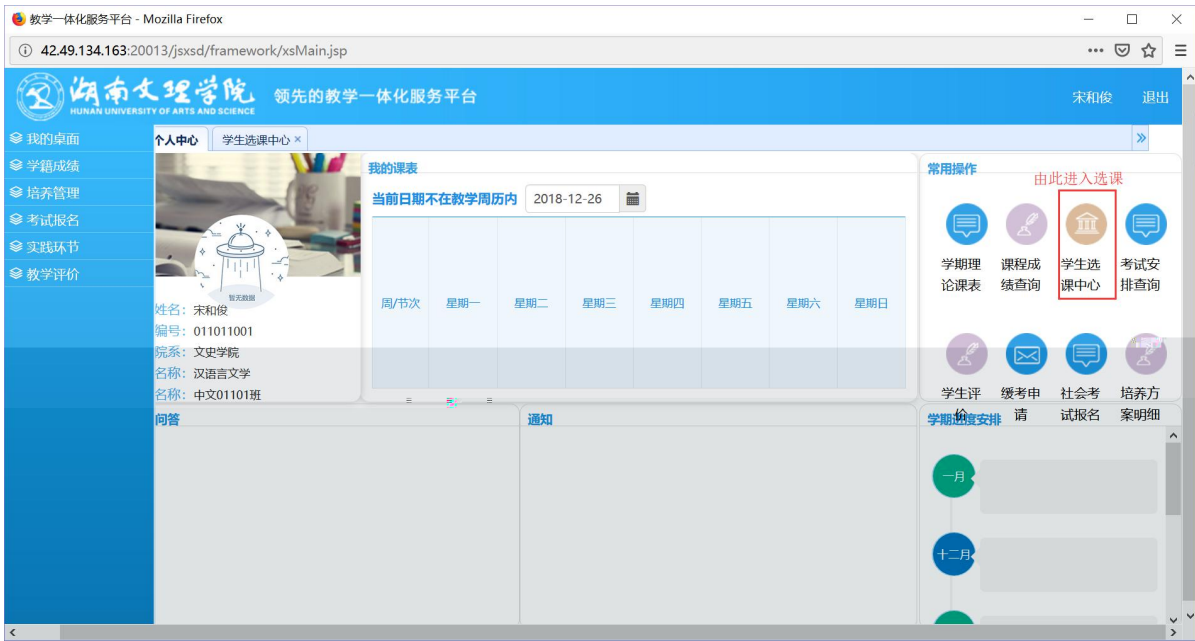 教学一体化服务平台 - Mozilla Firefox
42.49.134.163:20013/jsxsd/framework/xsMain.jsp
湖南文理学院
HUNAN UNIVERSITY OF ARTS AND SCIENCE
领先的教学一体化服务平台
宋和俊 退出
我的桌面
学籍成绩
培养管理
考试报名
实践环节
教学评价
个人中心 学生选课中心 ×
暂无数据
姓名：宋和俊
编号：011011001
院系：文史学院
名称：汉语言文学
名称：中文01101班
我的课表
当前日期不在教学周历内 2018-12-26
周/节次 星期一 星期二 星期三 星期四 星期五 星期六 星期日
常用操作
由此进入选课
学期理论课表
课程成绩查询
学生选课中心
考试安排查询
学生评价
缓考申请
社会考试报名
培养方案明细
问答
通知
学期进度安排
一月
十二月